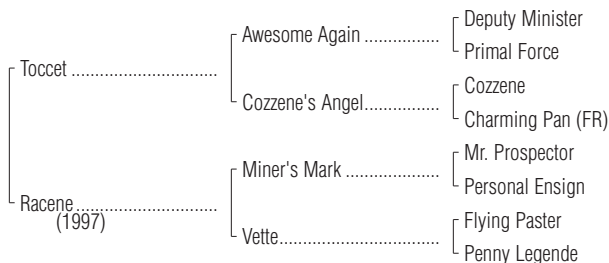 Deputy Minister
Awesome Again ................
Primal Force
Toccet ...............................
Cozzene
Cozzene's Angel................
Charming Pan (FR)
Mr. Prospector
Miner's Mark ....................
Personal Ensign
Racene ..............................
(1997)
Flying Paster
Vette..................................
Penny Legende